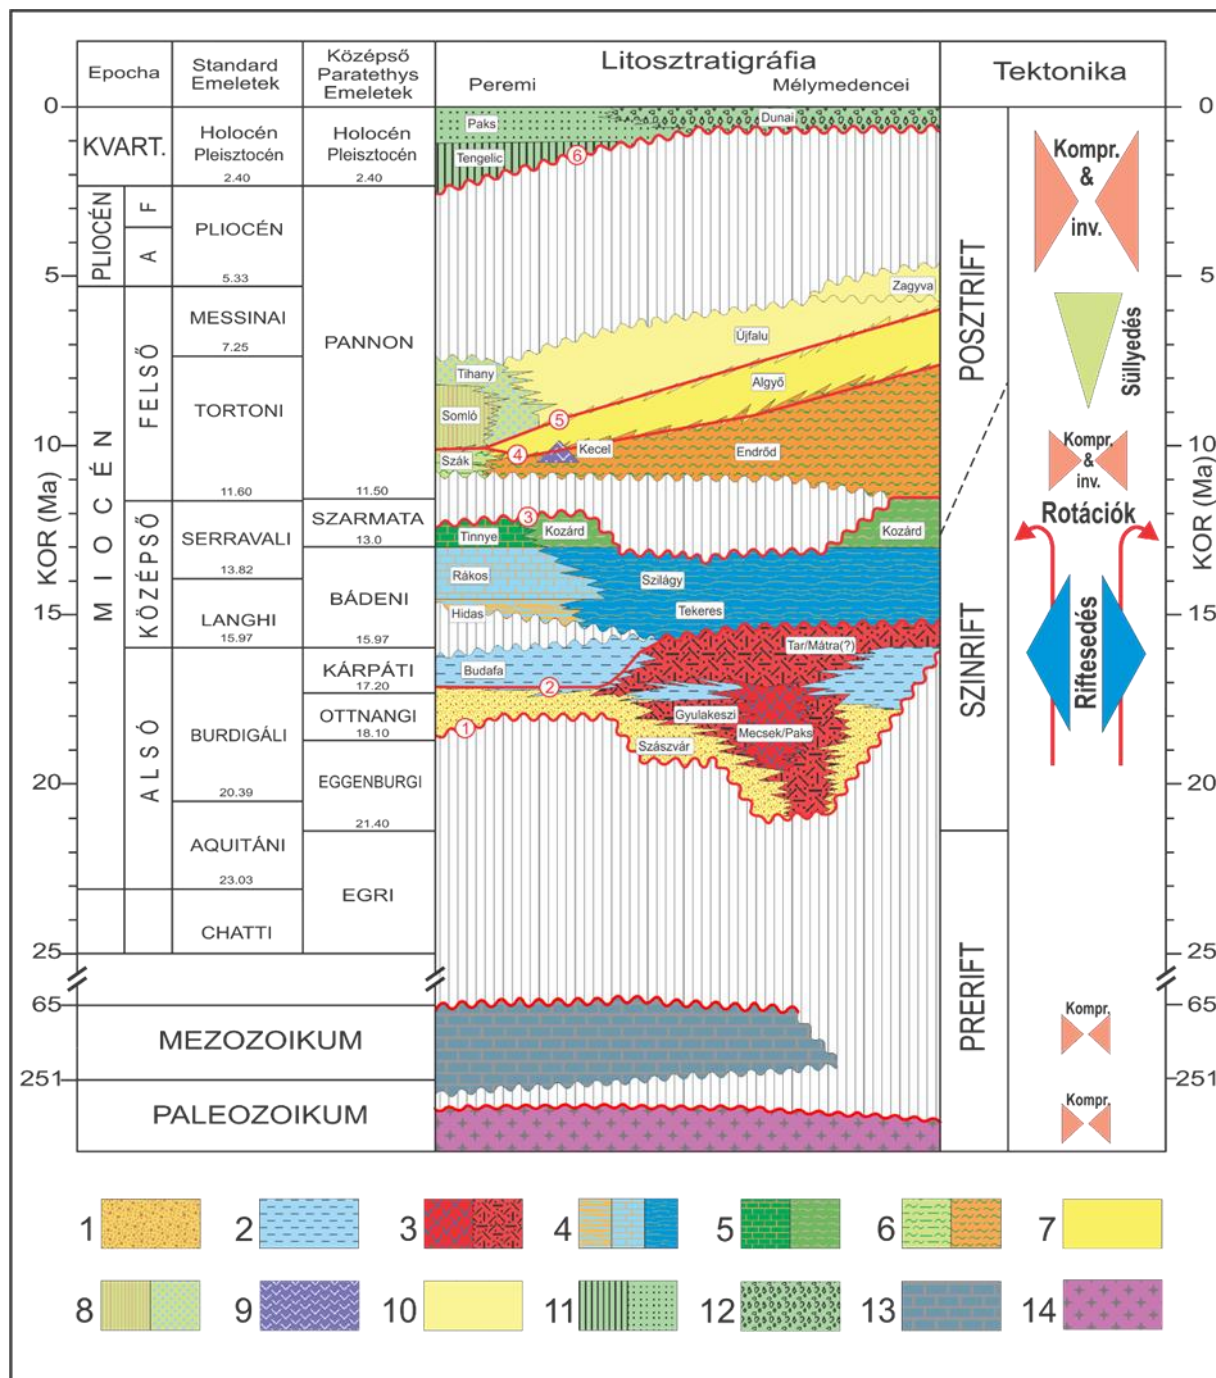 Epocha
Standard
Emeletek
Középső
Paratethys
Emeletek
Litosztratigráfia
Peremi
Mélymedencei
Tektonika
KOR (Ma)
0
5
10
15
20
25
65
251
KVART.
PLIOCÉN
F
A
MIOCÉN
FELSŐ
KÖZÉPSŐ
ALSÓ
Holocén
Pleisztocén
2.40
PLIOCÉN
5.33
MESSINAI
7.25
TORTONI
11.60
SERRAVALI
13.82
LANGHI
15.97
BURDIGÁLI
20.39
AQUITÁNI
23.03
CHATTI
Holocén
Pleisztocén
2.40
PANNON
11.50
SZARMATA
13.0
BÁDENI
15.97
KÁRPÁTI
17.20
OTTNANGI
18.10
EGGENBURGI
21.40
EGRI
MEZOZOIKUM
PALEOZOIKUM
Paks
Dunai
Tengelic
6
Zagyva
Újfalu
Tihany
Algyő
Somló
5
Kecel
4
Szák
Endrőd
3
Tinnye
Kozárd
Kozárd
Rákos
Szilágy
Hidas
Tekeres
Tar/Mátra(?)
Budafa
2
Gyulakeszi
1
Mecsek/Paks
Szászvár
POSZTRIFT
SZINRIFT
PRERIFT
Kompr.
&
inv.
Süllyedés
Kompr.
&
inv.
Rotációk
Riftesedés
Kompr.
Kompr.
0
5
10
15
20
25
65
251
KOR (Ma)
1
2
3
4
5
6
7
8
9
10
11
12
13
14